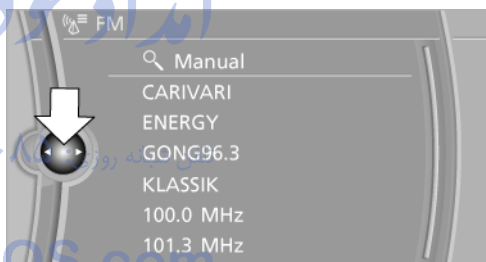 FM
Manual
CARIVARI
ENERGY
GONG96.3
KLASSIK
100.0 MHz
101.3 MHz